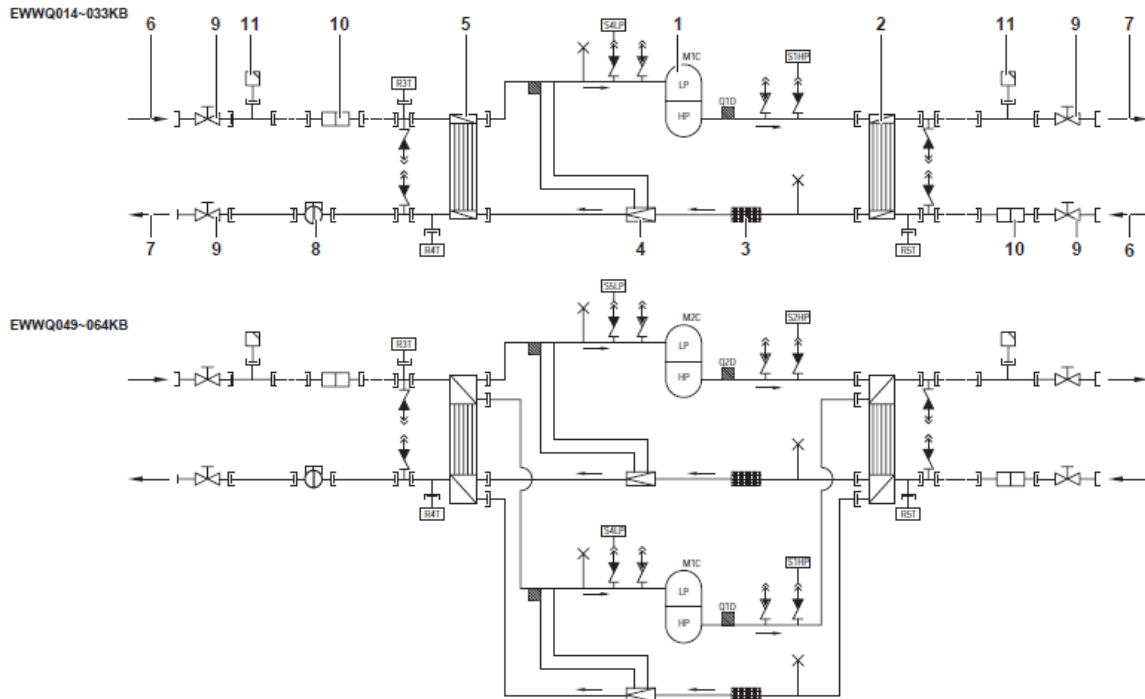 EWWQ014~033KB
6 9 11 10 5 1 2 11 9 7
S4LP
M1C
S1HP
R3T
LP
Q1D
HP
R4T
R5T
7 9 8 4 3 10 9 6
EWWQ049~064KB
S5LP
M2C
S2HP
R3T
LP
Q2D
HP
R4T
R5T
S4LP
M1C
S1HP
LP
Q1D
HP